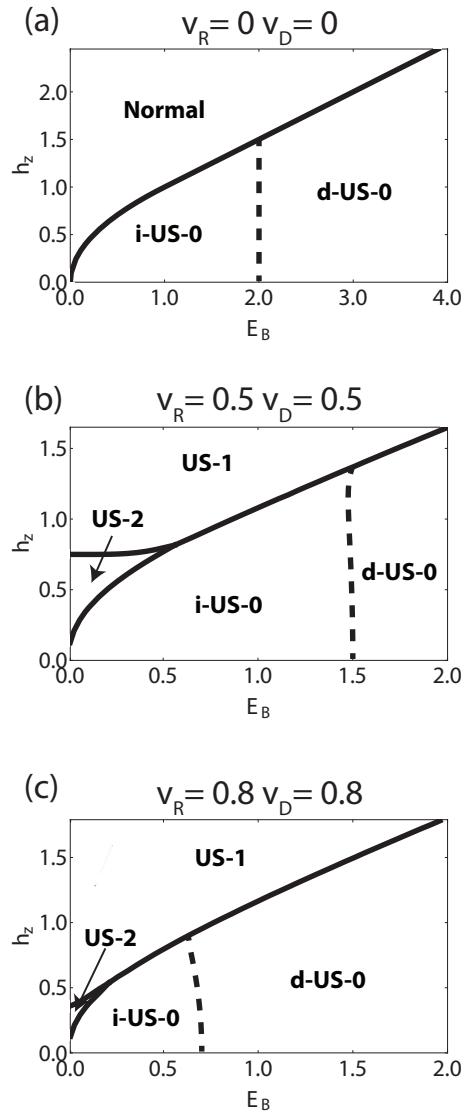 (a)
v_R= 0 v_D= 0
2.0
Normal
1.5
h_z
1.0
d-US-0
0.5
i-US-0
0.0
0.0 1.0 2.0 3.0 4.0
E_B
(b)
v_R= 0.5 v_D= 0.5
1.5
US-1
US-2
1.0
h_z
0.5
i-US-0
d-US-0
0.0
0.0 0.5 1.0 1.5 2.0
E_B
(c)
v_R= 0.8 v_D= 0.8
1.5
US-1
h_z
1.0
US-2
0.5
d-US-0
i-US-0
0.0
0.0 0.5 1.0 1.5 2.0
E_B